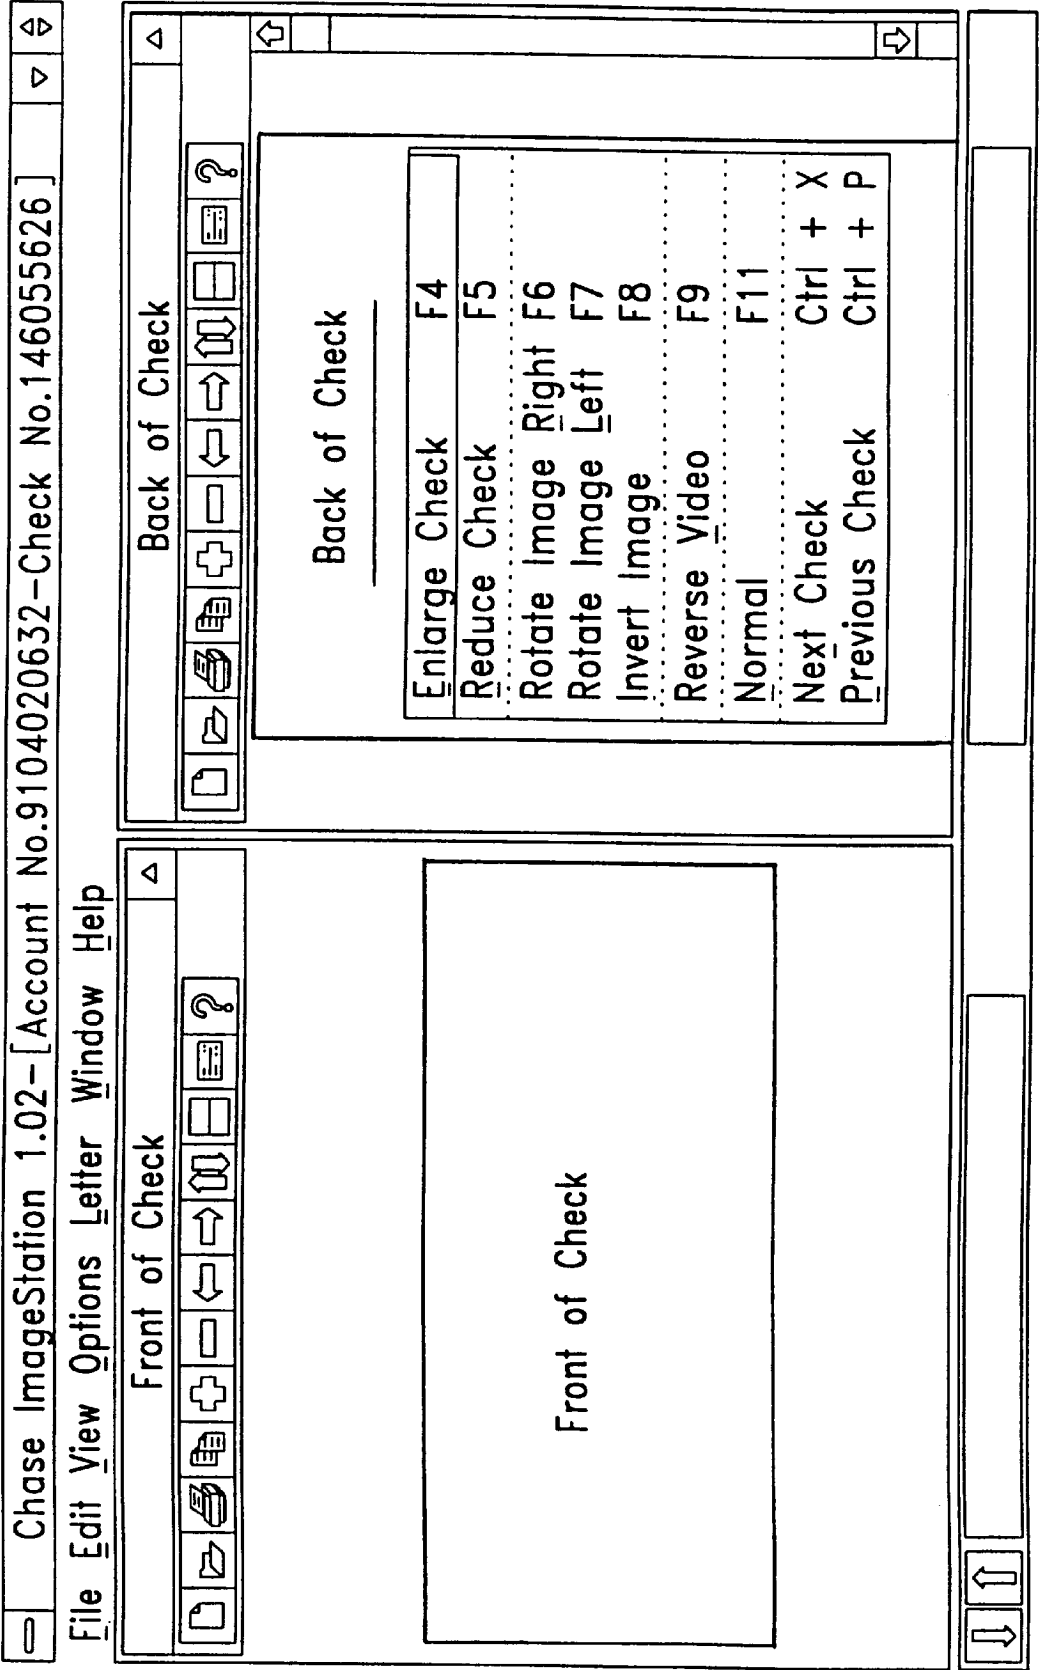 Chase ImageStation 1.02-[Account No.9104020632-Check No.146055626]
File Edit View Options Letter Window Help
Front of Check
Back of Check
?
?
Front of Check
Back of Check
Enlarge Check F4
Reduce Check F5
Rotate Image Right F6
Rotate Image Left F7
Invert Image F8
Reverse Video F9
Normal F11
Next Check Ctrl + X
Previous Check Ctrl + P